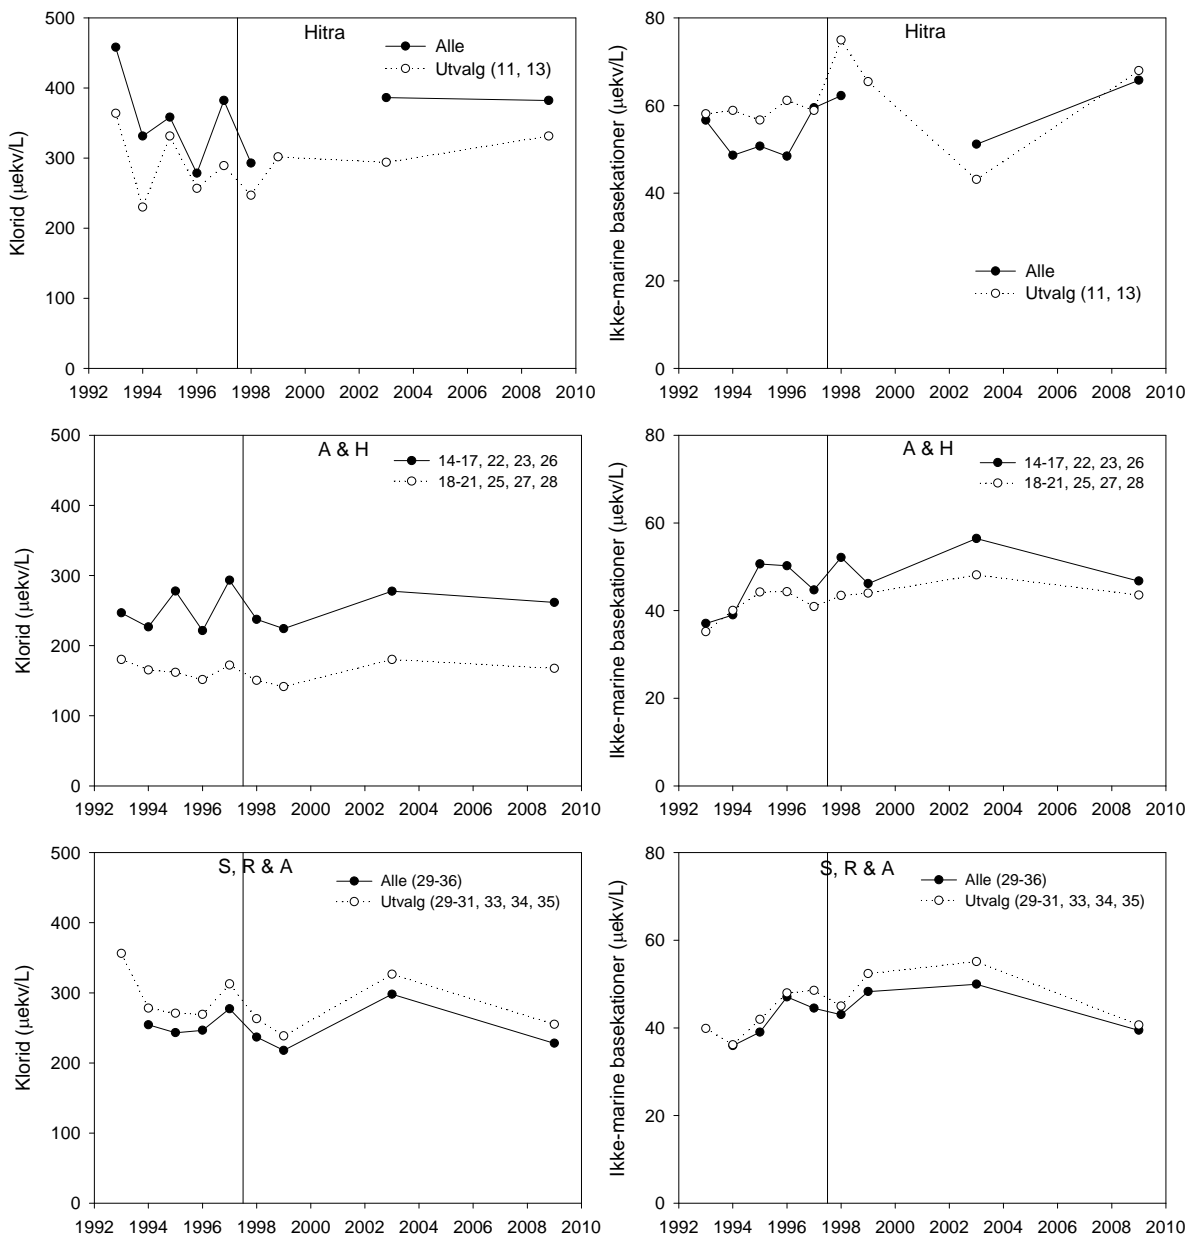 Hitra
Alle
Utvalg (11, 13)
Klorid (µekv/L)
500
400
300
200
100
0
1992 1994 1996 1998 2000 2002 2004 2006 2008 2010
Hitra
Alle
Utvalg (11, 13)
Ikke-marine basekationer (µekv/L)
80
60
40
20
0
1992 1994 1996 1998 2000 2002 2004 2006 2008 2010
A & H
14-17, 22, 23, 26
18-21, 25, 27, 28
Klorid (µekv/L)
500
400
300
200
100
0
1992 1994 1996 1998 2000 2002 2004 2006 2008 2010
A & H
14-17, 22, 23, 26
18-21, 25, 27, 28
Ikke-marine basekationer (µekv/L)
80
60
40
20
0
1992 1994 1996 1998 2000 2002 2004 2006 2008 2010
S, R & A
Alle (29-36)
Utvalg (29-31, 33, 34, 35)
Klorid (µekv/L)
500
400
300
200
100
0
1992 1994 1996 1998 2000 2002 2004 2006 2008 2010
S, R & A
Alle (29-36)
Utvalg (29-31, 33, 34, 35)
Ikke-marine basekationer (µekv/L)
80
60
40
20
0
1992 1994 1996 1998 2000 2002 2004 2006 2008 2010